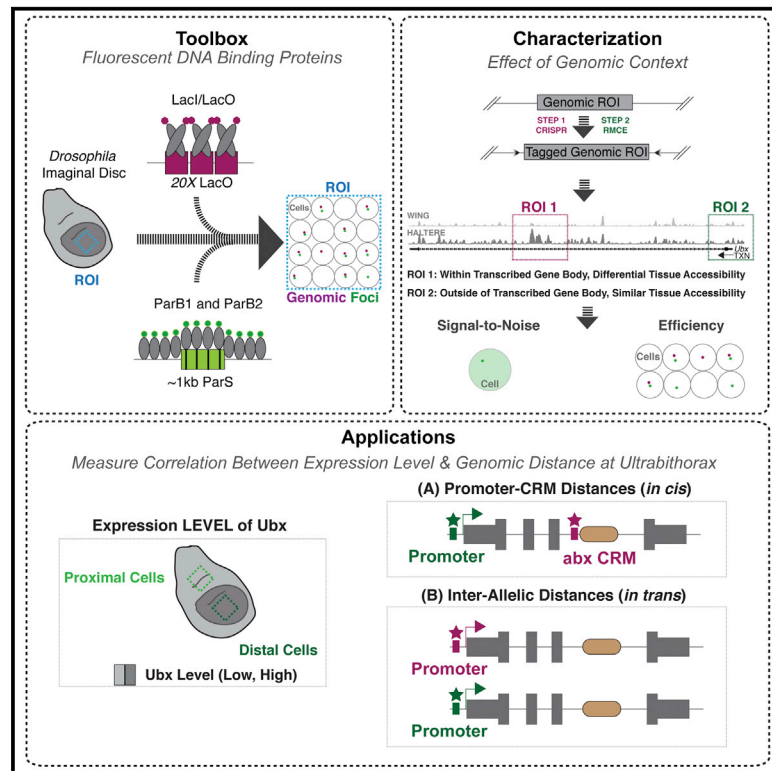 Toolbox
Fluorescent DNA Binding Proteins
LacI/LacO
Drosophila
Imaginal Disc
20X LacO
ROI
ROI
Cells
Genomic Foci
ParB1 and ParB2
~1kb ParS
Characterization
Effect of Genomic Context
Genomic ROI
STEP 1
CRISPR
STEP 2
RMCE
Tagged Genomic ROI
ROI 1
ROI 2
WING
HALTERE
Ubx
TXN
ROI 1: Within Transcribed Gene Body, Differential Tissue Accessibility
ROI 2: Outside of Transcribed Gene Body, Similar Tissue Accessibility
Signal-to-Noise
Efficiency
Cell
Cells
Applications
Measure Correlation Between Expression Level & Genomic Distance at Ultrabithorax
Expression LEVEL of Ubx
Proximal Cells
Distal Cells
Ubx Level (Low, High)
(A) Promoter-CRM Distances (in cis)
Promoter
abx CRM
(B) Inter-Allelic Distances (in trans)
Promoter
Promoter